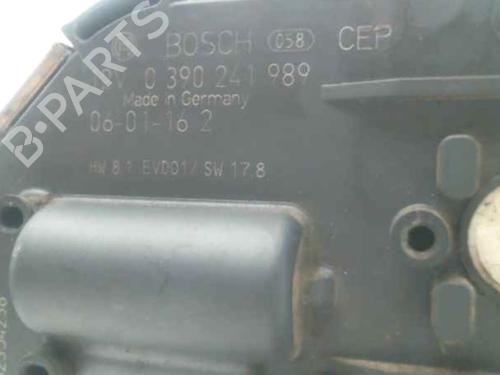 BOSCH 058 CEP
V 0 390 241 989
Made in Germany
06-01-16 2
HW 8.1 EVD01/ SW 17.8
B-PARTS